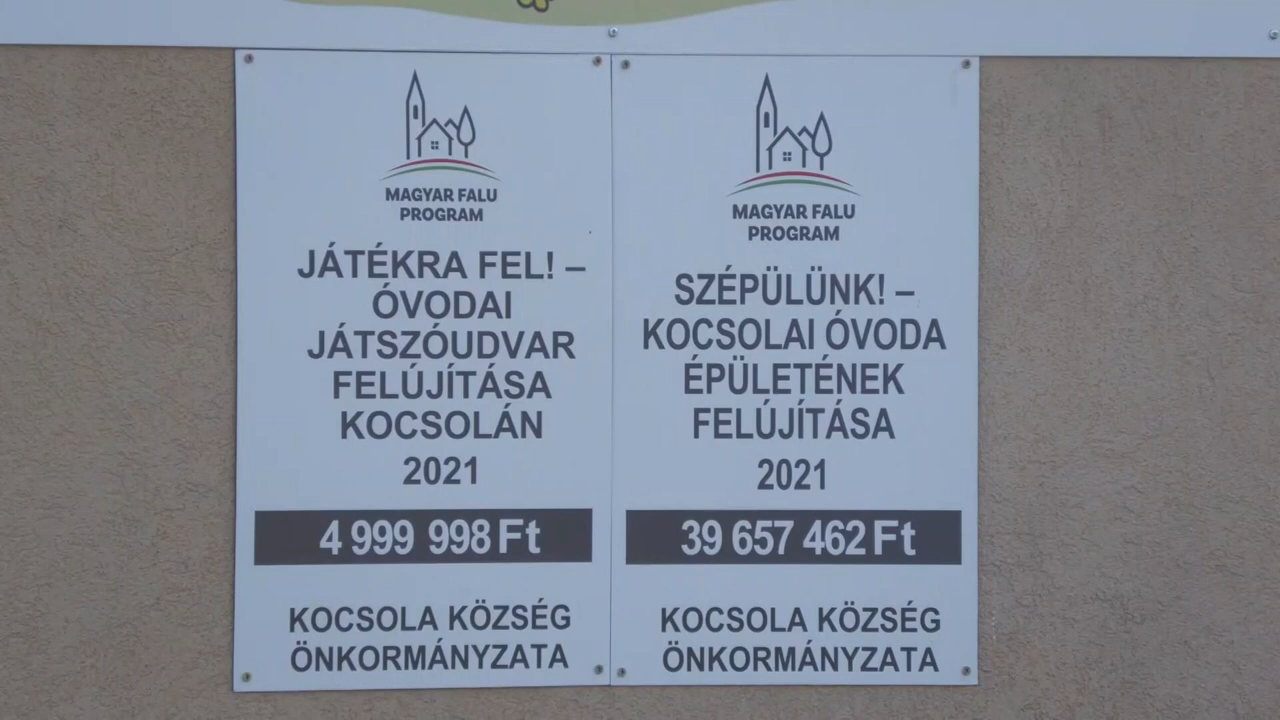 MAGYAR FALU
PROGRAM
JÁTÉKRA FEL! –
ÓVODAI
JÁTSZÓUDVAR
FELÚJÍTÁSA
KOCSOLÁN
2021
4 999 998 Ft
KOCSOLA KÖZSÉG
ÖNKORMÁNYZATA
MAGYAR FALU
PROGRAM
SZÉPÜLÜNK! –
KOCSOLAI ÓVODA
ÉPÜLETÉNEK
FELÚJÍTÁSA
2021
39 657 462 Ft
KOCSOLA KÖZSÉG
ÖNKORMÁNYZATA